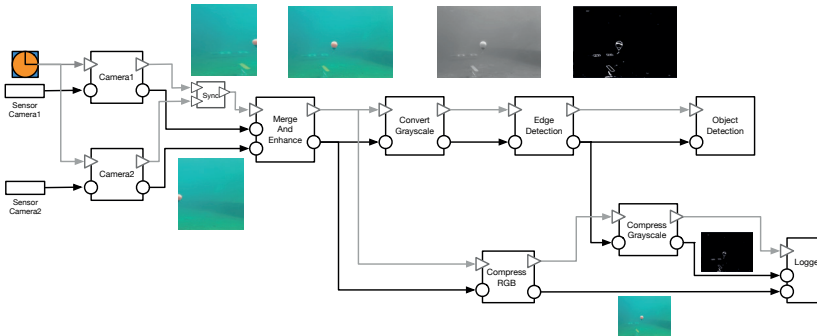 Camera1
Sync
Sensor
Camera1
Merge
And
Enhance
Convert
Grayscale
Edge
Detection
Object
Detection
Camera2
Sensor
Camera2
Compress
Grayscale
Compress
RGB
Logge